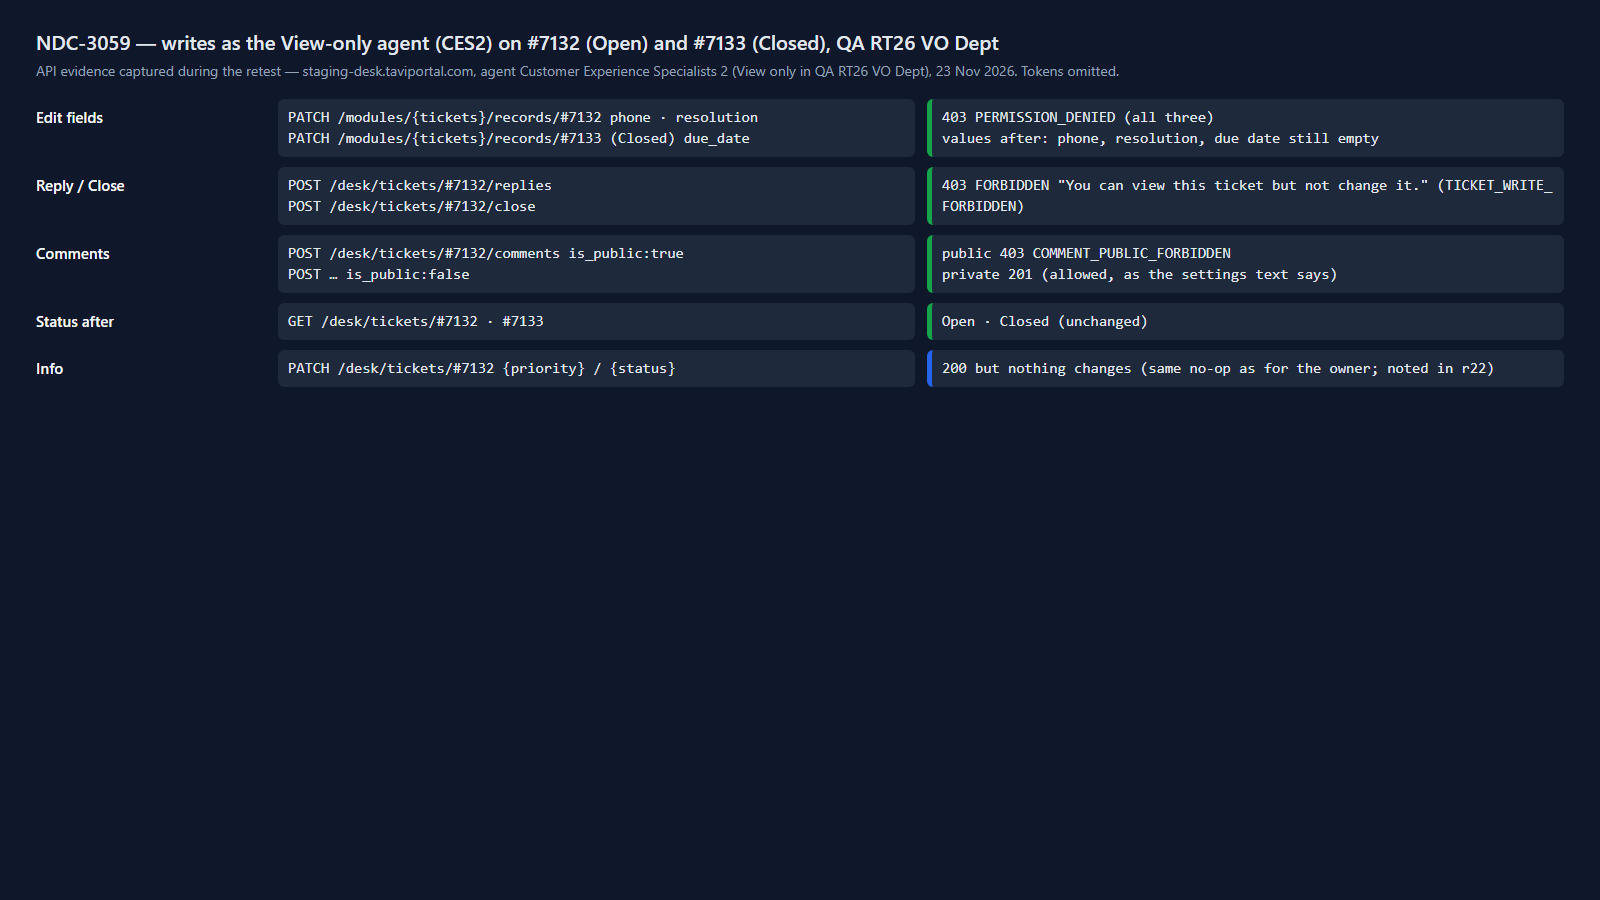 NDC-3059 — writes as the View-only agent (CES2) on #7132 (Open) and #7133 (Closed), QA RT26 VO Dept
API evidence captured during the retest — staging-desk.taviportal.com, agent Customer Experience Specialists 2 (View only in QA RT26 VO Dept), 23 Nov 2026. Tokens omitted.
Edit fields
PATCH /modules/{tickets}/records/#7132 phone · resolution
PATCH /modules/{tickets}/records/#7133 (Closed) due_date
403 PERMISSION_DENIED (all three)
values after: phone, resolution, due date still empty
Reply / Close
POST /desk/tickets/#7132/replies
POST /desk/tickets/#7132/close
403 FORBIDDEN "You can view this ticket but not change it." (TICKET_WRITE_
FORBIDDEN)
Comments
POST /desk/tickets/#7132/comments is_public:true
POST … is_public:false
public 403 COMMENT_PUBLIC_FORBIDDEN
private 201 (allowed, as the settings text says)
Status after
GET /desk/tickets/#7132 · #7133
Open · Closed (unchanged)
Info
PATCH /desk/tickets/#7132 {priority} / {status}
200 but nothing changes (same no-op as for the owner; noted in r22)